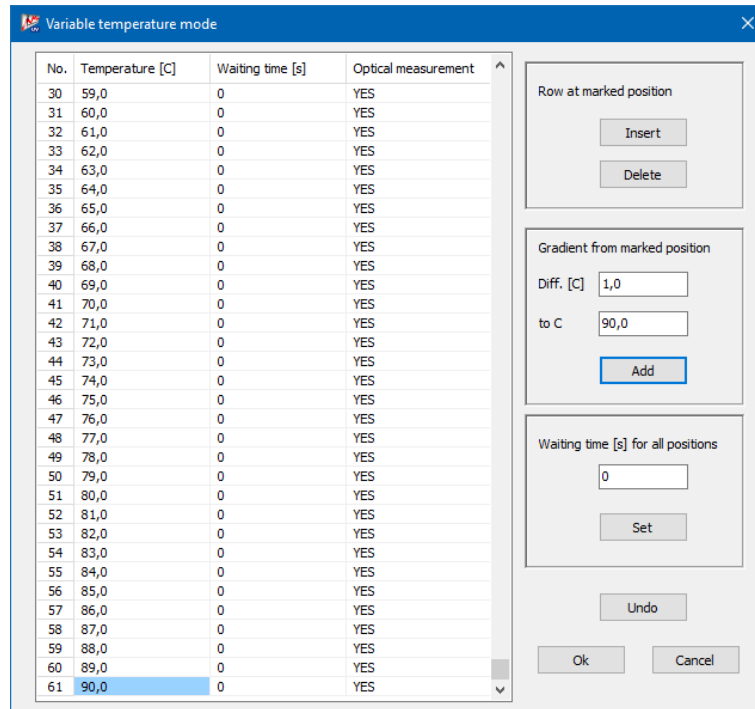 Variable temperature mode
No. Temperature [C] Waiting time [s] Optical measurement
30 59,0 0 YES
31 60,0 0 YES
32 61,0 0 YES
33 62,0 0 YES
34 63,0 0 YES
35 64,0 0 YES
36 65,0 0 YES
37 66,0 0 YES
38 67,0 0 YES
39 68,0 0 YES
40 69,0 0 YES
41 70,0 0 YES
42 71,0 0 YES
43 72,0 0 YES
44 73,0 0 YES
45 74,0 0 YES
46 75,0 0 YES
47 76,0 0 YES
48 77,0 0 YES
49 78,0 0 YES
50 79,0 0 YES
51 80,0 0 YES
52 81,0 0 YES
53 82,0 0 YES
54 83,0 0 YES
55 84,0 0 YES
56 85,0 0 YES
57 86,0 0 YES
58 87,0 0 YES
59 88,0 0 YES
60 89,0 0 YES
61 90,0 0 YES
Row at marked position
Insert
Delete
Gradient from marked position
Diff. [C] 1,0
to C 90,0
Add
Waiting time [s] for all positions
0
Set
Undo
Ok Cancel